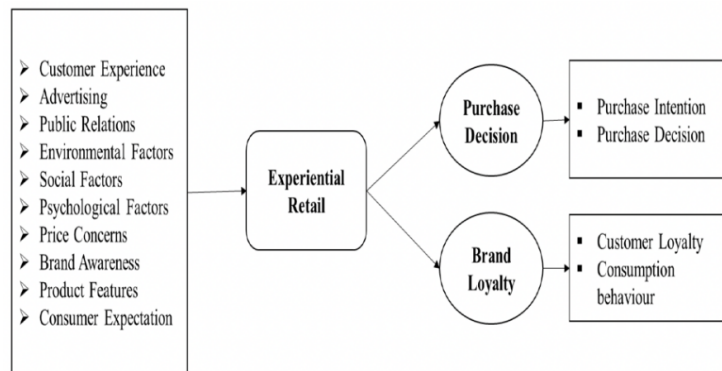 Customer Experience
Advertising
Public Relations
Environmental Factors
Social Factors
Psychological Factors
Price Concerns
Brand Awareness
Product Features
Consumer Expectation
Experiential
Retail
Purchase
Decision
Purchase Intention
Purchase Decision
Brand
Loyalty
Customer Loyalty
Consumption
behaviour